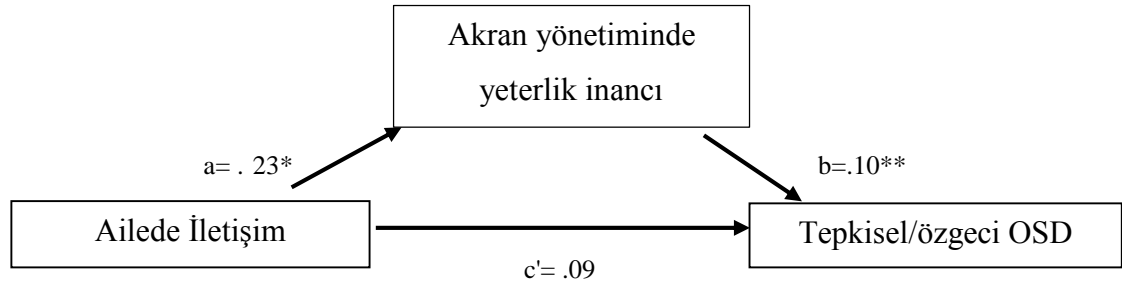 Akran yönetiminde
yeterlik inancı
a= . 23*
b=.10**
Ailede İletişim
Tepkisel/özgeci OSD
c'= .09